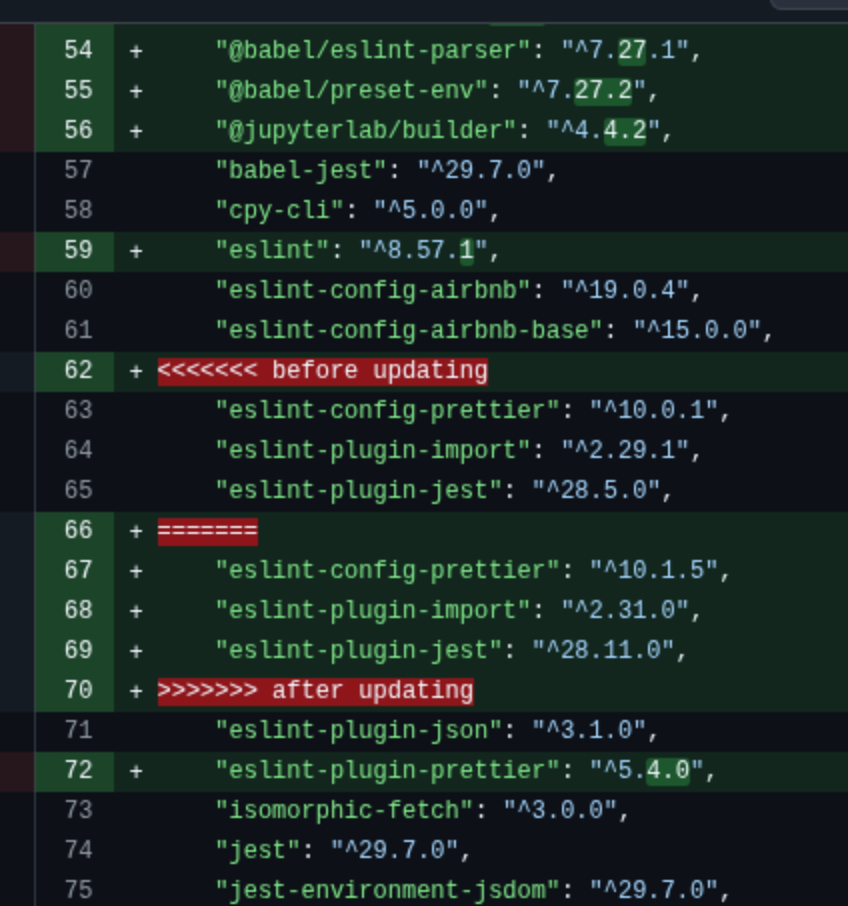 54 +     "@babel/eslint-parser": "^7.27.1",
55 +     "@babel/preset-env": "^7.27.2",
56 +     "@jupyterlab/builder": "^4.4.2",
57       "babel-jest": "^29.7.0",
58       "cpy-cli": "^5.0.0",
59 +     "eslint": "^8.57.1",
60       "eslint-config-airbnb": "^19.0.4",
61       "eslint-config-airbnb-base": "^15.0.0",
62 + <<<<<<< before updating
63       "eslint-config-prettier": "^10.0.1",
64       "eslint-plugin-import": "^2.29.1",
65       "eslint-plugin-jest": "^28.5.0",
66 + =======
67 +     "eslint-config-prettier": "^10.1.5",
68 +     "eslint-plugin-import": "^2.31.0",
69 +     "eslint-plugin-jest": "^28.11.0",
70 + >>>>>>> after updating
71       "eslint-plugin-json": "^3.1.0",
72 +     "eslint-plugin-prettier": "^5.4.0",
73       "isomorphic-fetch": "^3.0.0",
74       "jest": "^29.7.0",
75       "jest-environment-jsdom": "^29.7.0",